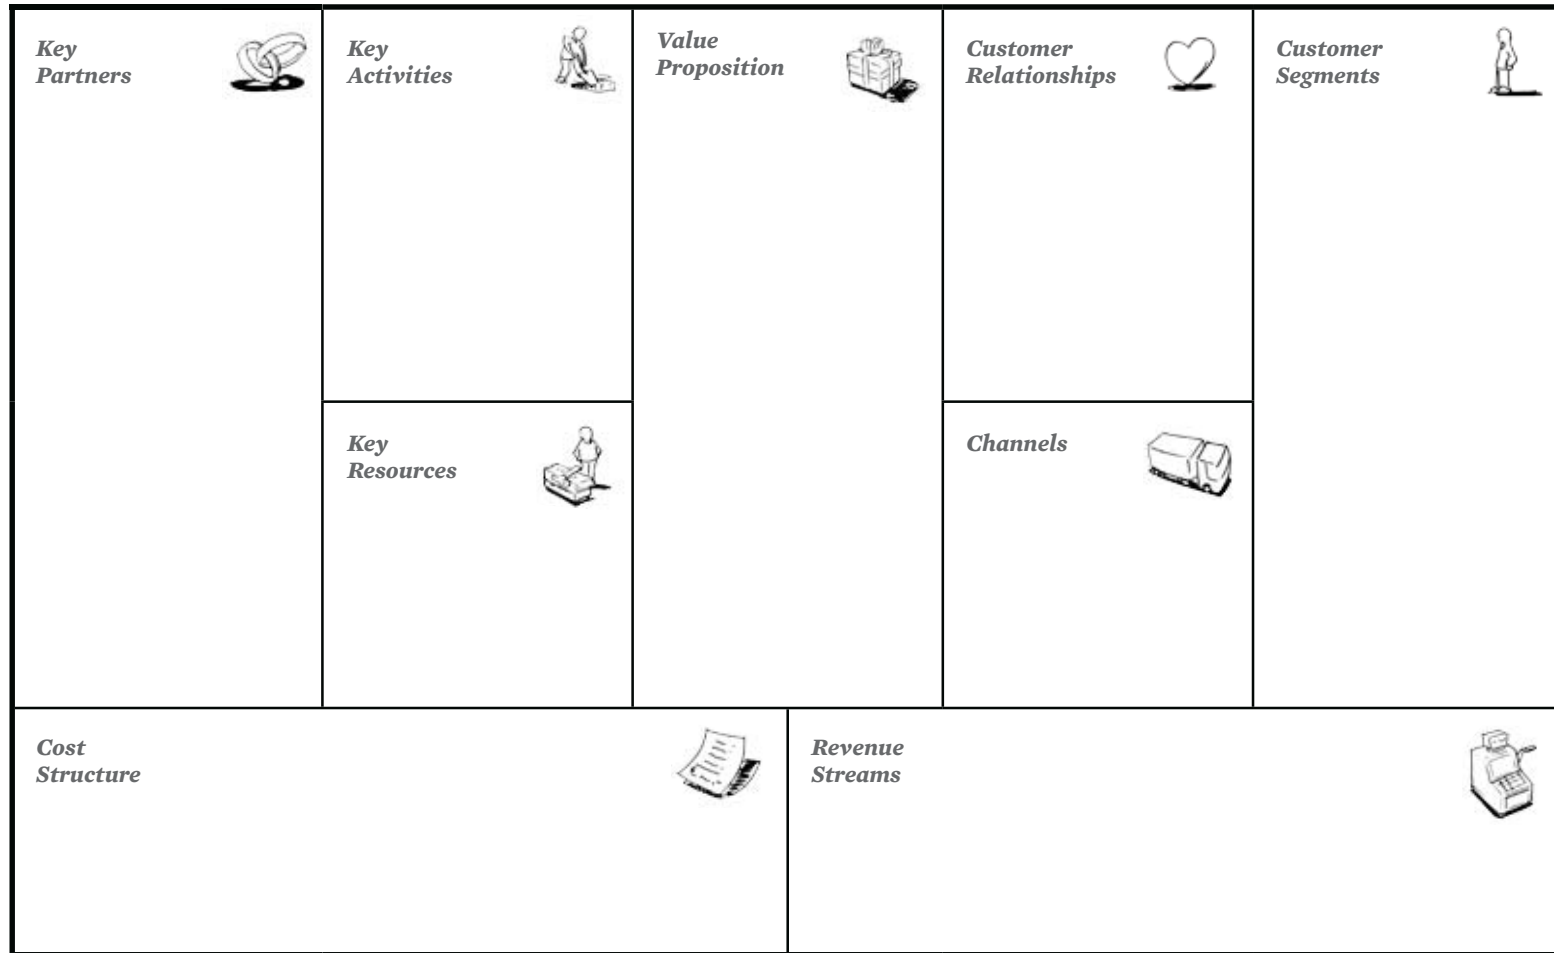 Key
Partners
Key
Activities
Value
Proposition
Customer
Relationships
Customer
Segments
Key
Resources
Channels
Cost
Structure
Revenue
Streams